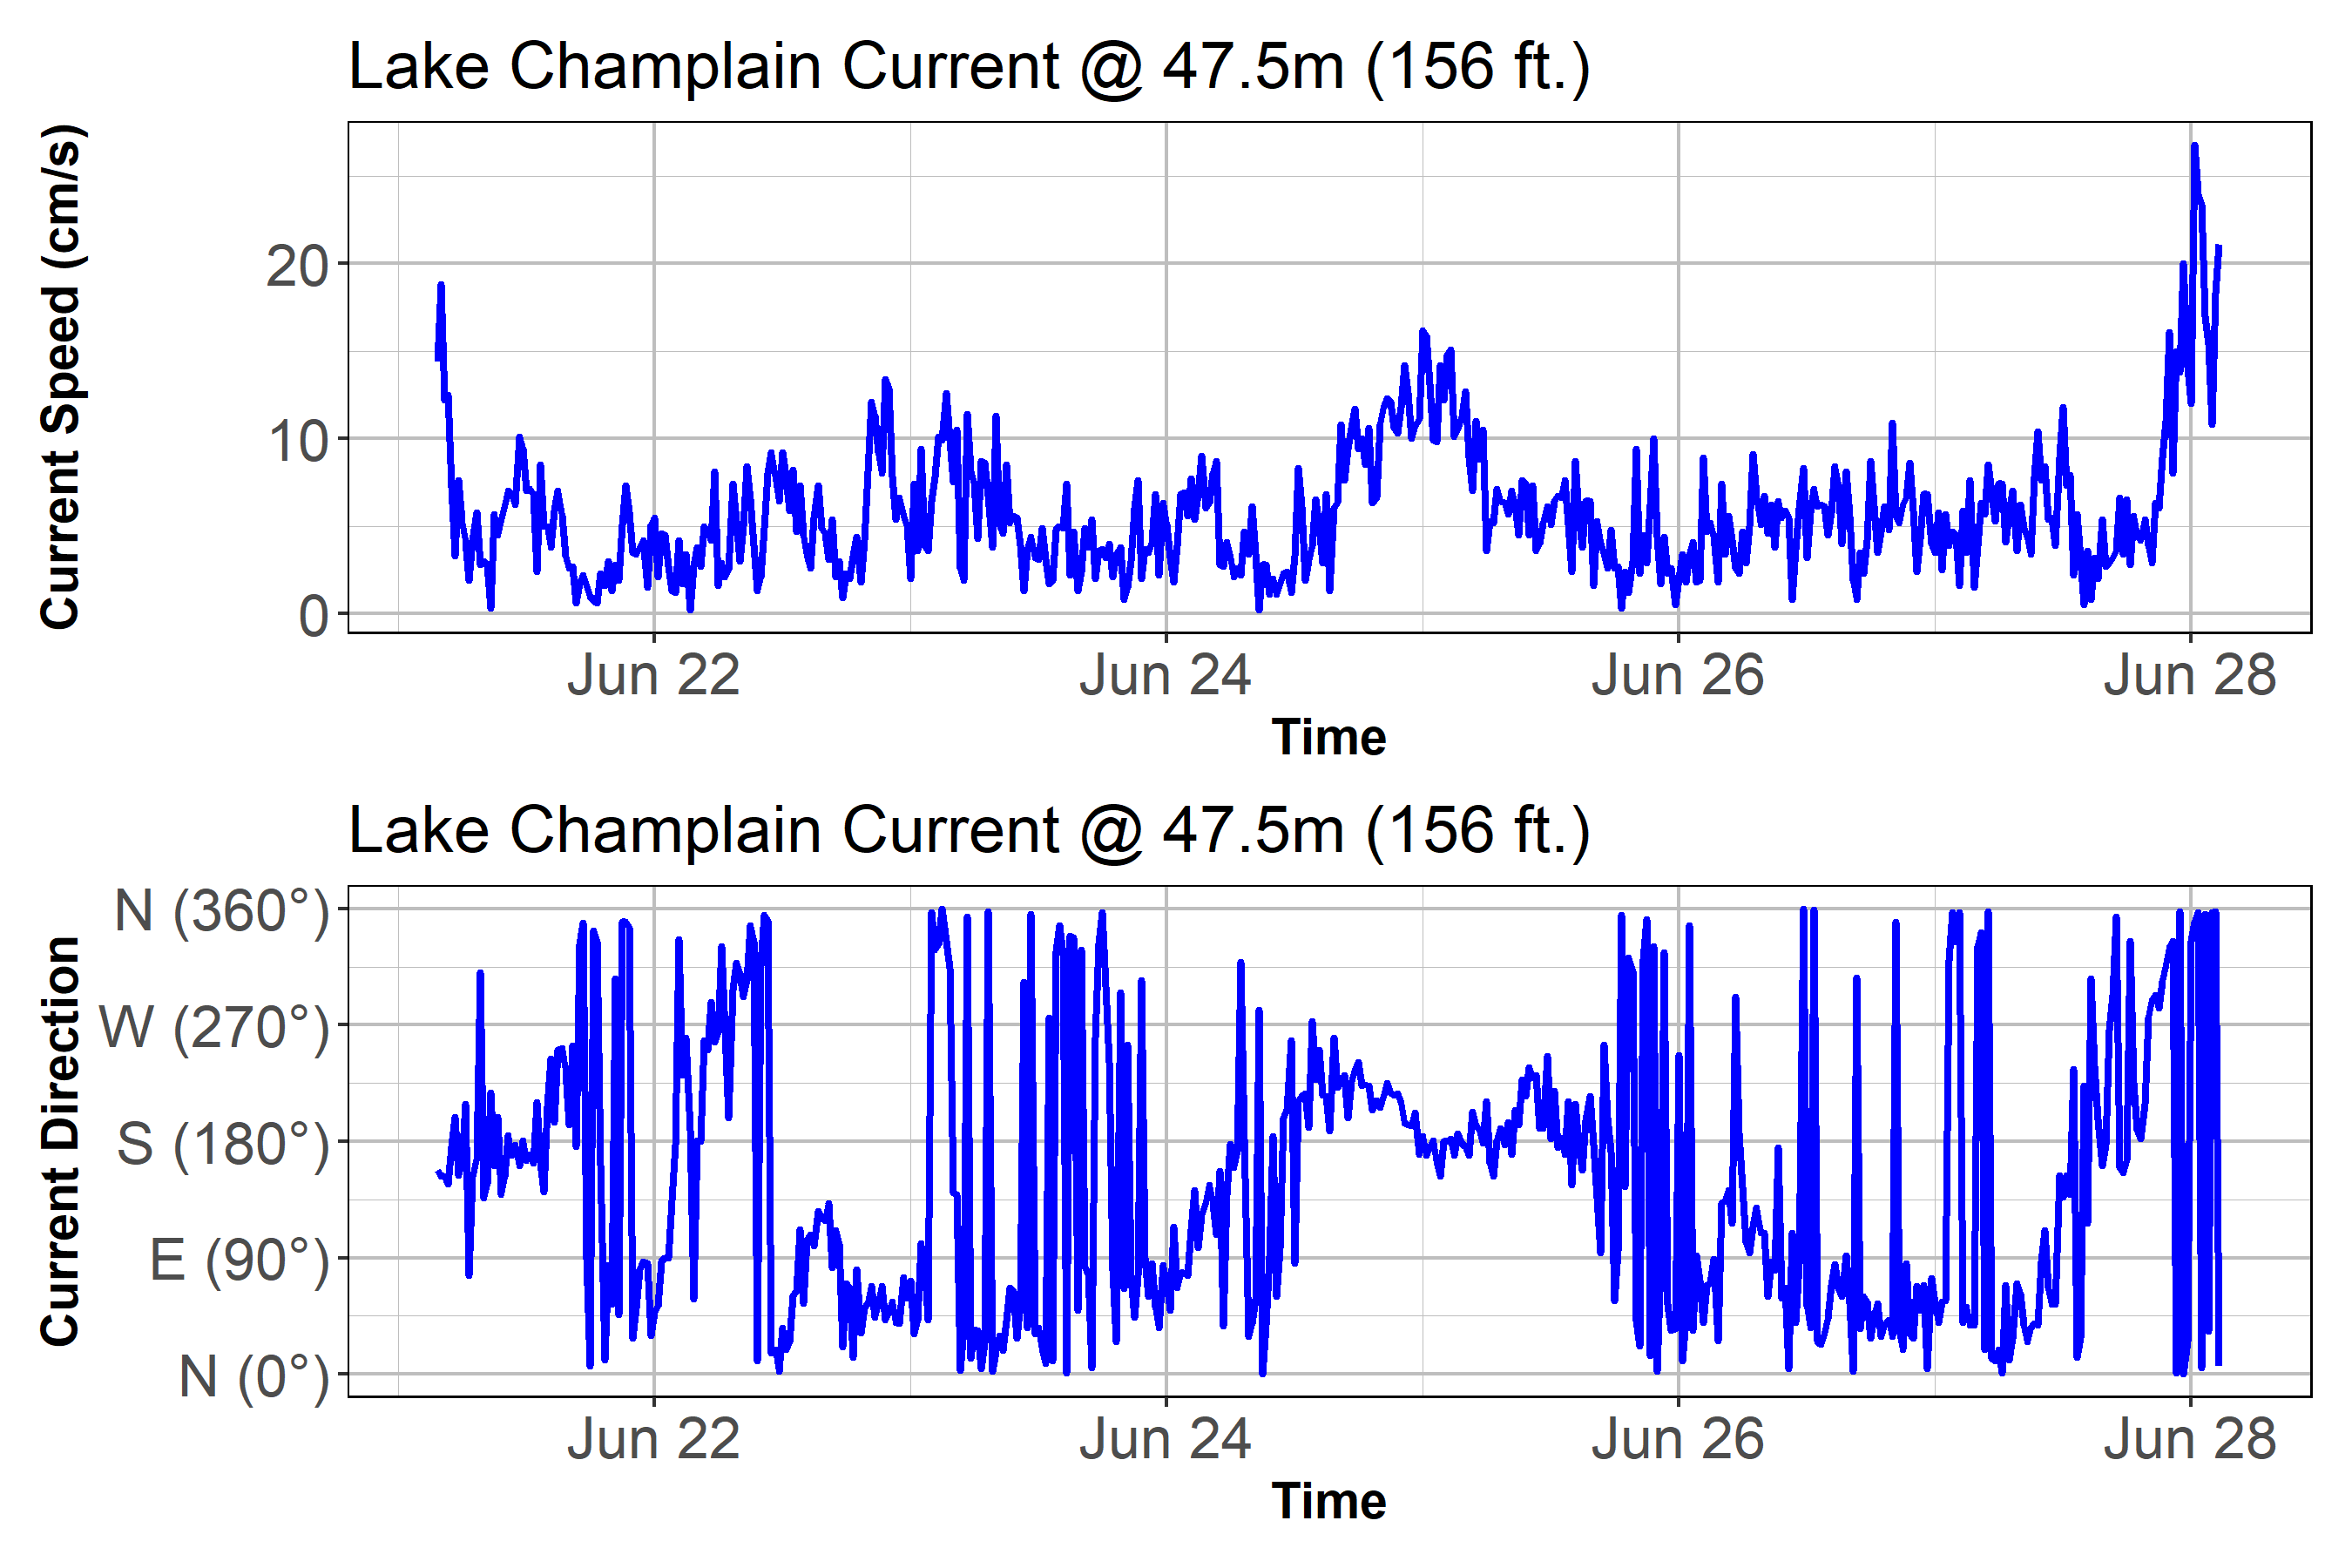 Lake Champlain Current @ 47.5m (156 ft.)
Current Speed (cm/s)
20
10
0
Jun 22
Jun 24
Jun 26
Jun 28
Time
Lake Champlain Current @ 47.5m (156 ft.)
Current Direction
N (360°)
W (270°)
S (180°)
E (90°)
N (0°)
Jun 22
Jun 24
Jun 26
Jun 28
Time